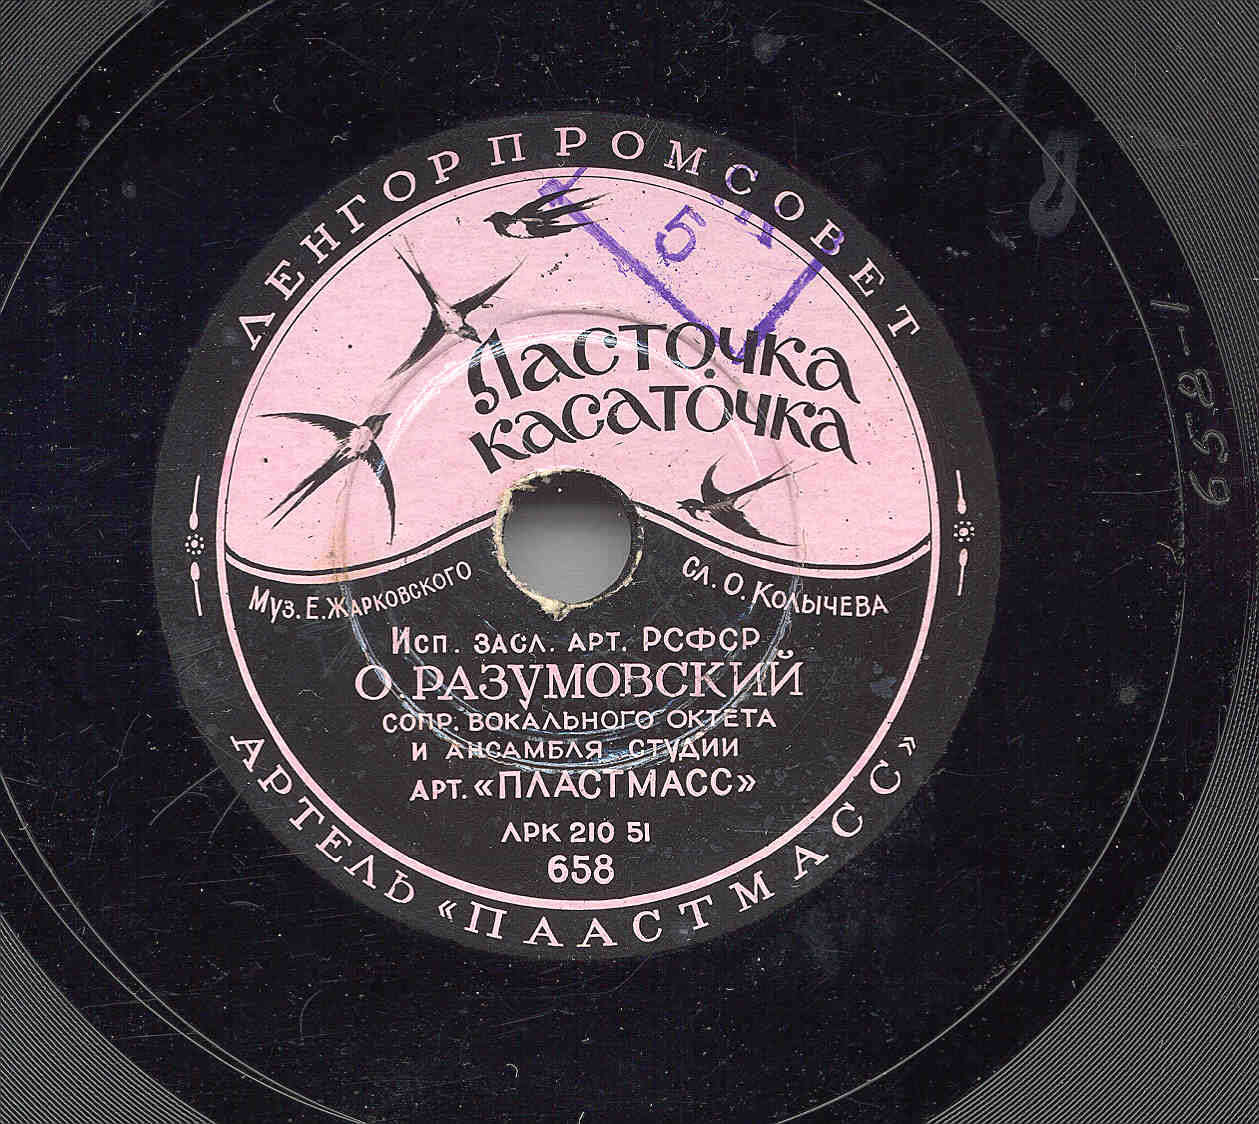 ЛЕНГОРПРОМСОВЕТ
5
Ласточка
касаточка
Муз. Е. Жарковского
сл. О. Колычева
Исп. засл. арт. РСФСР
О. РАЗУМОВСКИЙ
сопр. вокального октета
и ансамбля студии
арт. «ПЛАСТМАСС»
ЛРК 210 51
658
АРТЕЛЬ «ПЛАСТМАСС»
658-1